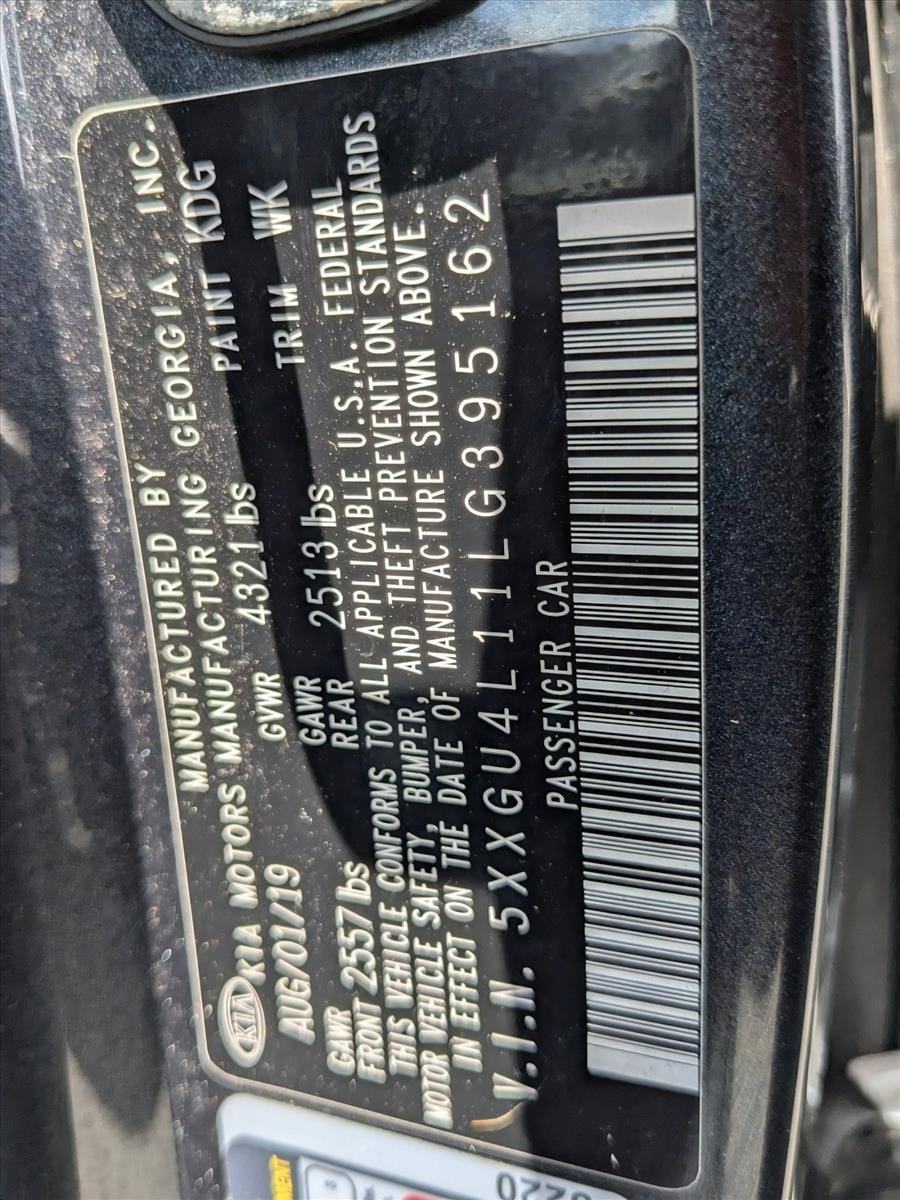 MANUFACTURED BY
KIA KIA MOTORS MANUFACTURING GEORGIA, INC.
AUG/01/19 GVWR 4321 lbs PAINT KDG
GAWR FRONT 2557 lbs GAWR REAR 2513 lbs TRIM WK
THIS VEHICLE CONFORMS TO ALL APPLICABLE U.S.A. FEDERAL
MOTOR VEHICLE SAFETY, BUMPER, AND THEFT PREVENTION STANDARDS
IN EFFECT ON THE DATE OF MANUFACTURE SHOWN ABOVE.
V.I.N. 5XXGU4L11LG395162
PASSENGER CAR